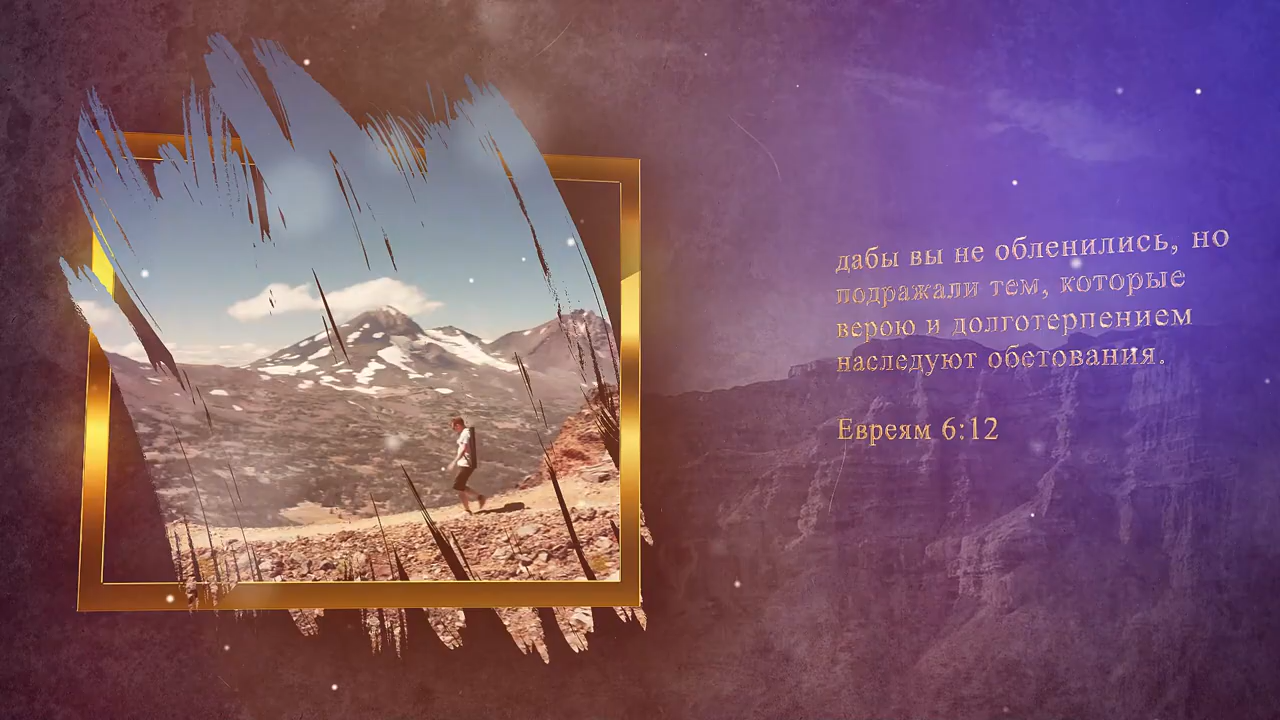 дабы вы не обленились, но
подражали тем, которые
верою и долготерпением
наследуют обетования.
Евреям 6:12